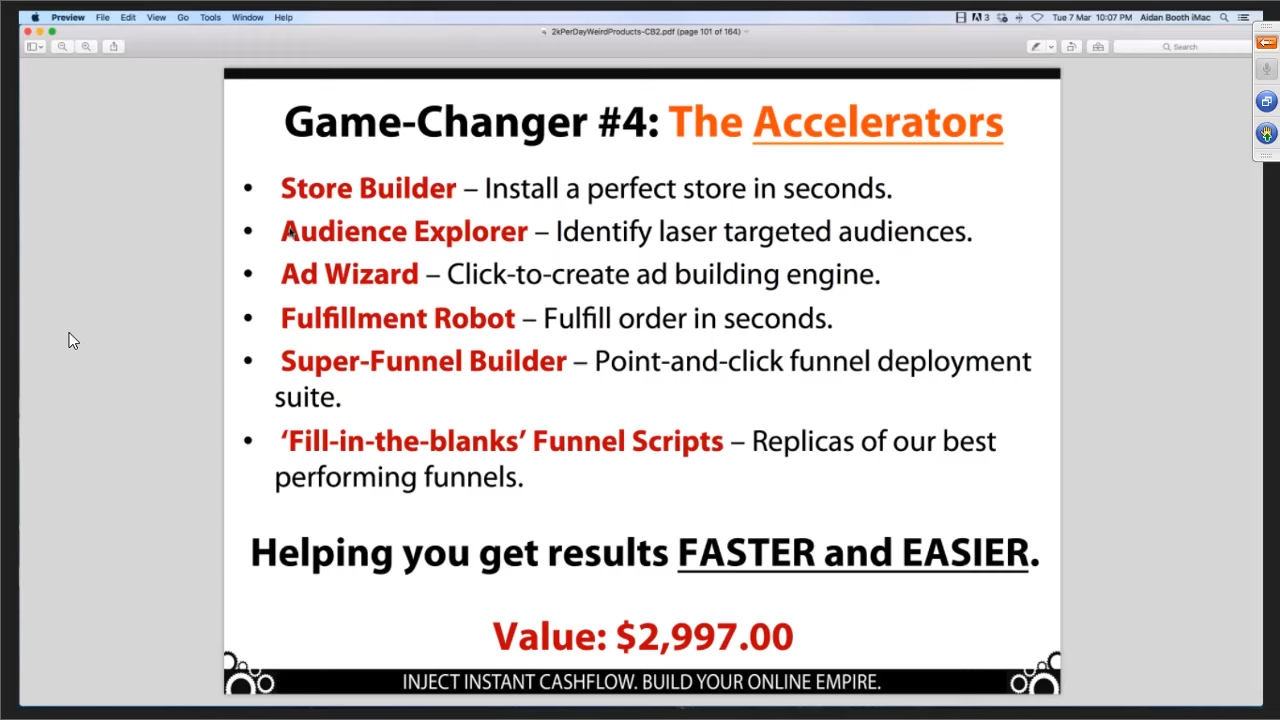 Preview File Edit View Go Tools Window Help
3 Tue 7 Mar 10:07 PM Aidan Booth iMac
2kPerDayWeirdProducts-CB2.pdf (page 101 of 164)
Search
Game-Changer #4: The Accelerators
• Store Builder – Install a perfect store in seconds.
• Audience Explorer – Identify laser targeted audiences.
• Ad Wizard – Click-to-create ad building engine.
• Fulfillment Robot – Fulfill order in seconds.
• Super-Funnel Builder – Point-and-click funnel deployment
suite.
• ‘Fill-in-the-blanks’ Funnel Scripts – Replicas of our best
performing funnels.
Helping you get results FASTER and EASIER.
Value: $2,997.00
INJECT INSTANT CASHFLOW. BUILD YOUR ONLINE EMPIRE.